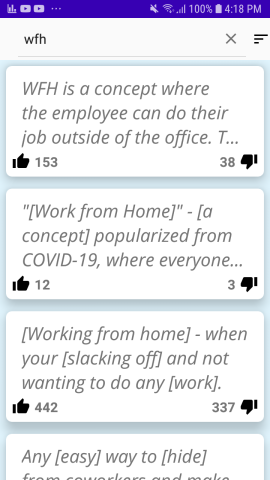 100% 4:18 PM
wfh
WFH is a concept where
the employee can do their
job outside of the office. T...
153 38
"[Work from Home]" - [a
concept] popularized from
COVID-19, where everyone...
12 3
[Working from home] - when
your [slacking off] and not
wanting to do any [work].
442 337
Any [easy] way to [hide]
from coworkers and make